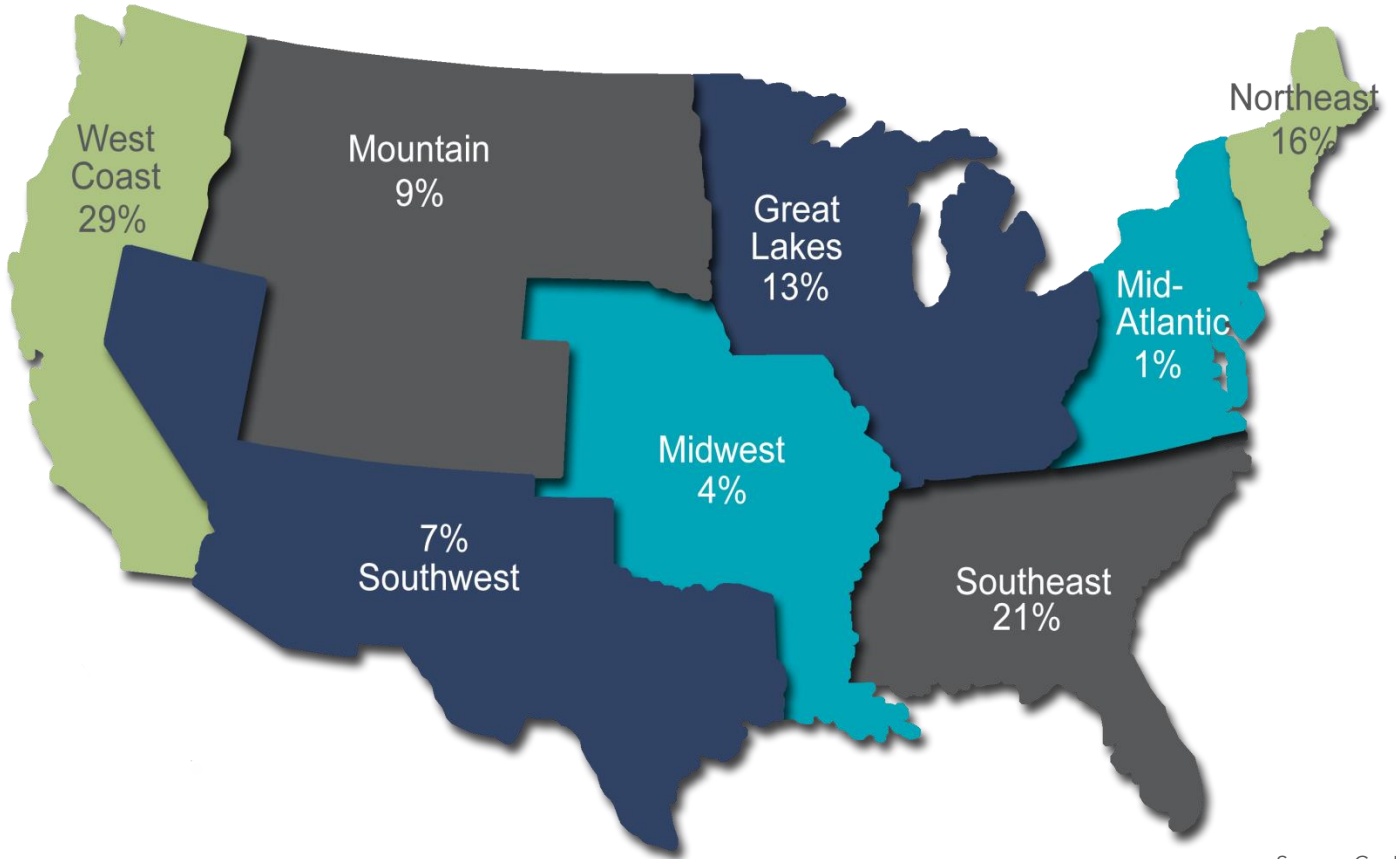 West
Coast
29%
Mountain
9%
Great
Lakes
13%
Northeast
16%
Mid-
Atlantic
1%
Midwest
4%
7%
Southwest
Southeast
21%